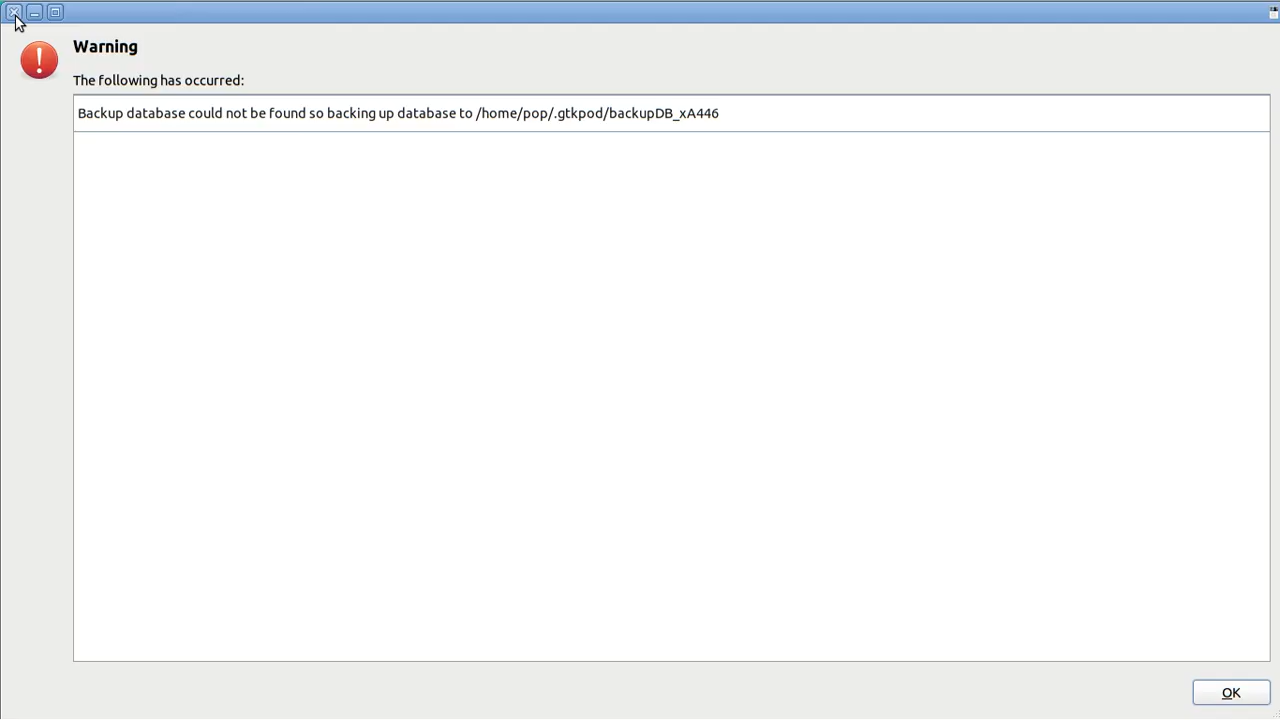 Warning
The following has occurred:
Backup database could not be found so backing up database to /home/pop/.gtkpod/backupDB_xA446
OK